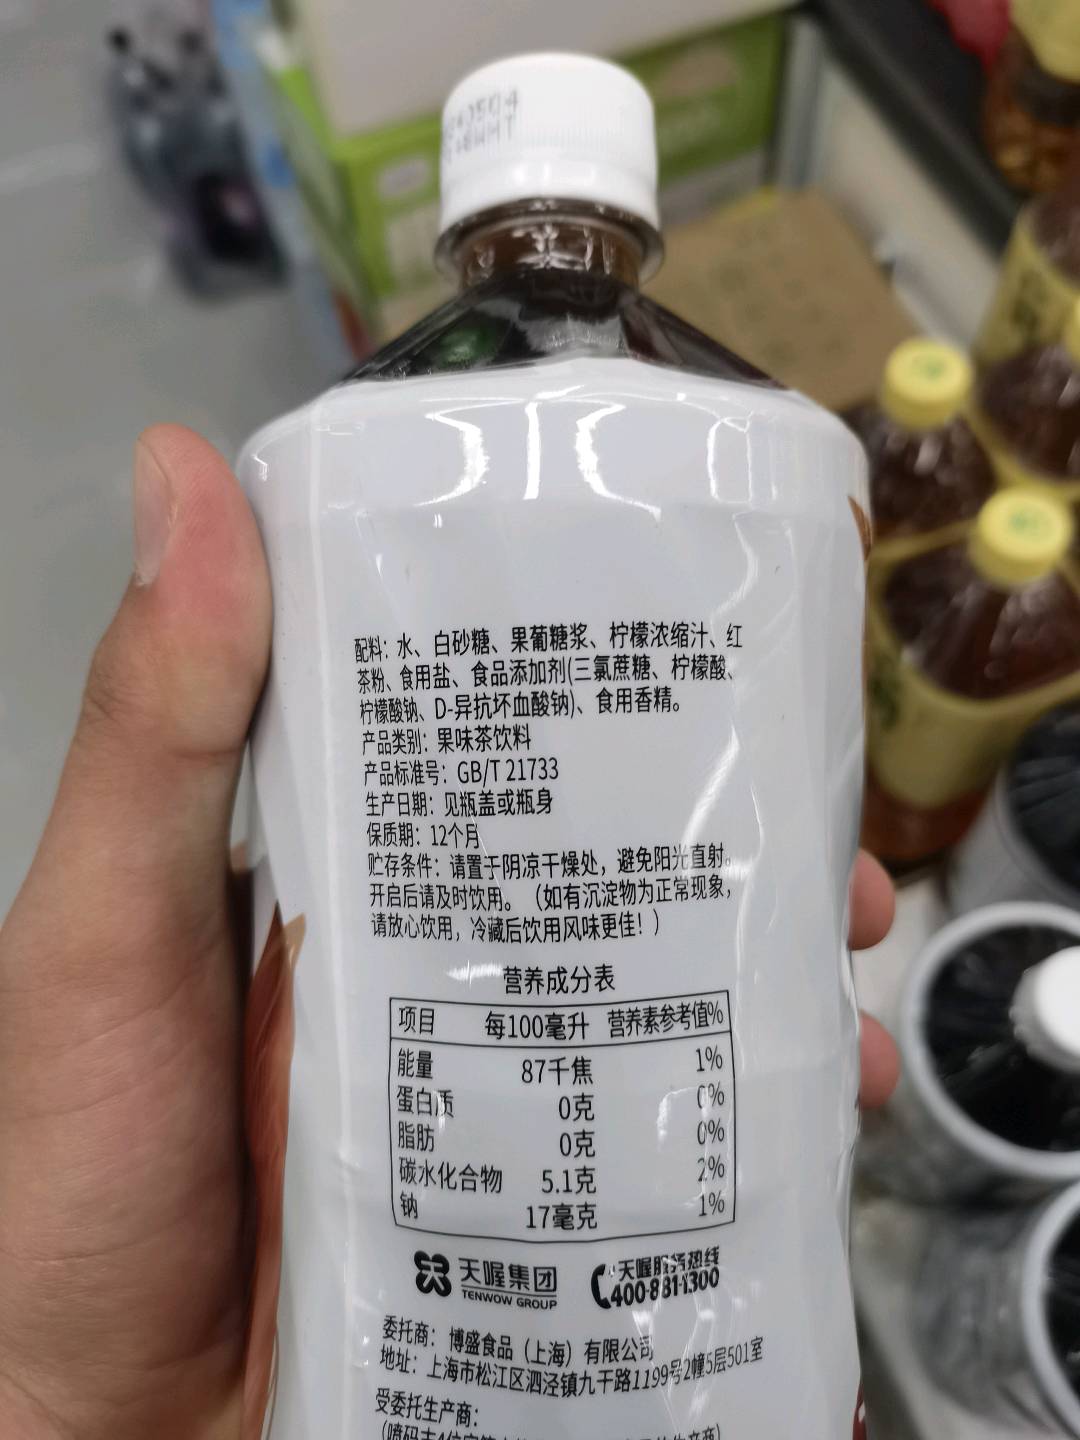 配料：水、白砂糖、果葡糖浆、柠檬浓缩汁、红
茶粉、食用盐、食品添加剂(三氯蔗糖、柠檬酸、
柠檬酸钠、D-异抗坏血酸钠)、食用香精。
产品类别：果味茶饮料
产品标准号：GB/T 21733
生产日期：见瓶盖或瓶身
保质期：12个月
贮存条件：请置于阴凉干燥处，避免阳光直射。
开启后请及时饮用。（如有沉淀物为正常现象，
请放心饮用，冷藏后饮用风味更佳！）
营养成分表
项目 每100毫升 营养素参考值%
能量 87千焦 1%
蛋白质 0克 0%
脂肪 0克 0%
碳水化合物 5.1克 2%
钠 17毫克 1%
天喔集团 天喔服务热线
TENWOW GROUP 400-881-1300
委托商：博盛食品（上海）有限公司
地址：上海市松江区泗泾镇九干路1199号2幢5层501室
受委托生产商：